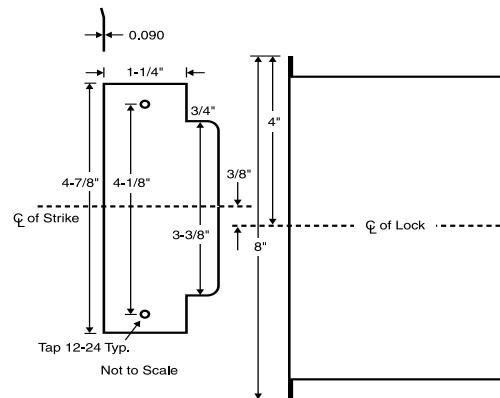 0.090
1-1/4"
3/4"
4"
4-7/8"
4-1/8"
3/8"
℄ of Strike
℄ of Lock
3-3/8"
8"
Tap 12-24 Typ.
Not to Scale